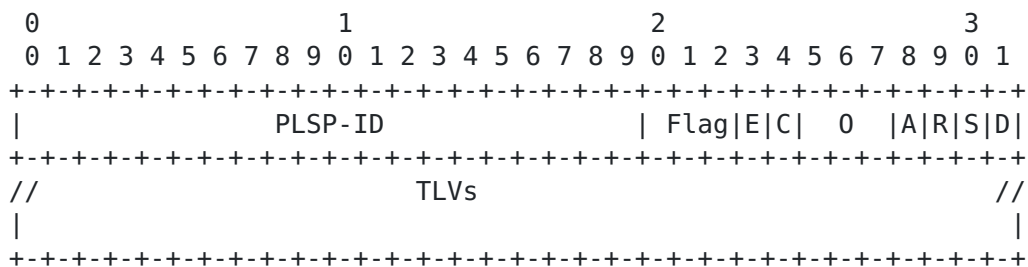 0                   1                   2                   3
 0 1 2 3 4 5 6 7 8 9 0 1 2 3 4 5 6 7 8 9 0 1 2 3 4 5 6 7 8 9 0 1
+-+-+-+-+-+-+-+-+-+-+-+-+-+-+-+-+-+-+-+-+-+-+-+-+-+-+-+-+-+-+-+-+
|                PLSP-ID                | Flag|E|C|  O  |A|R|S|D|
+-+-+-+-+-+-+-+-+-+-+-+-+-+-+-+-+-+-+-+-+-+-+-+-+-+-+-+-+-+-+-+-+
//                        TLVs                                 //
|                                                               |
+-+-+-+-+-+-+-+-+-+-+-+-+-+-+-+-+-+-+-+-+-+-+-+-+-+-+-+-+-+-+-+-+